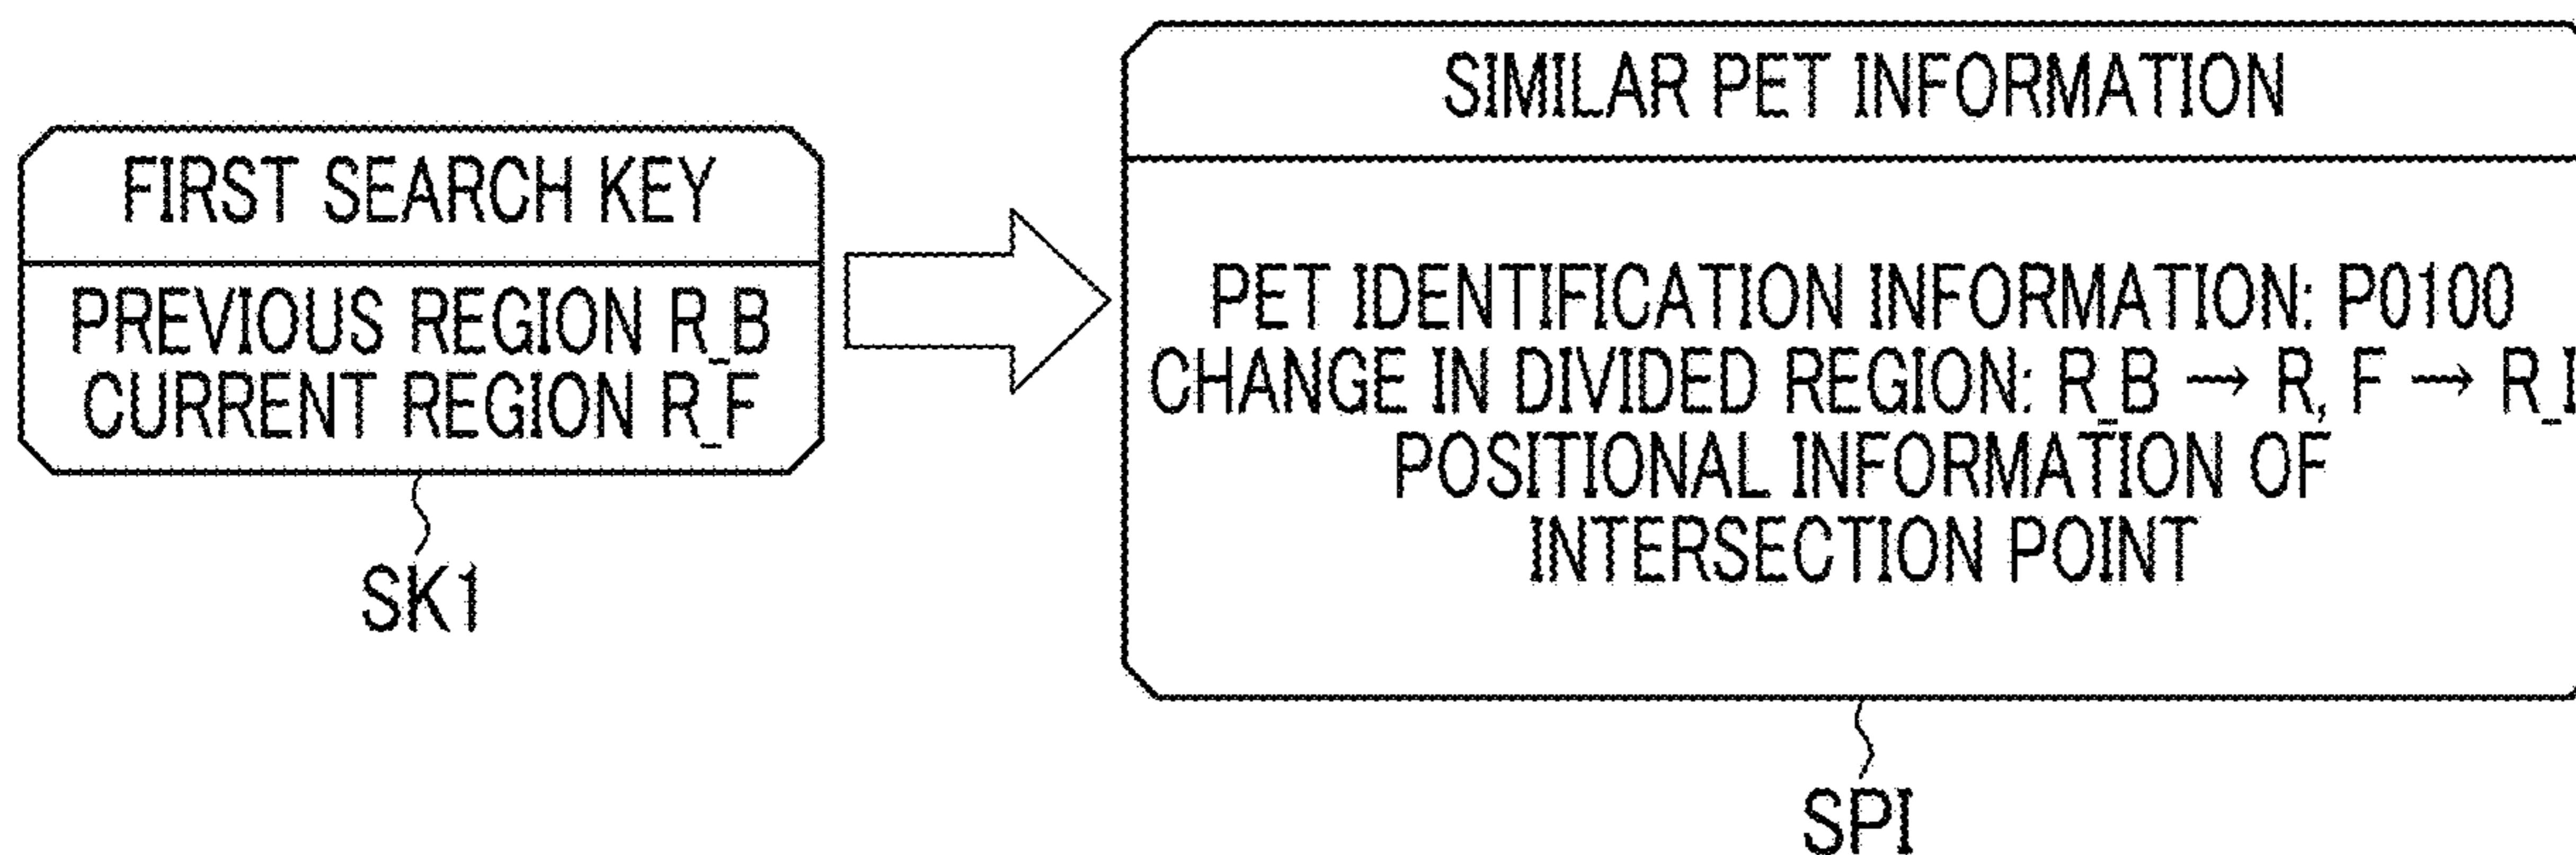 FIRST SEARCH KEY
PREVIOUS REGION R_B
CURRENT REGION R_F
SK1
SIMILAR PET INFORMATION
PET IDENTIFICATION INFORMATION: P0100
CHANGE IN DIVIDED REGION: R_B → R, F →
POSITIONAL INFORMATION OF
INTERSECTION POINT
SPI